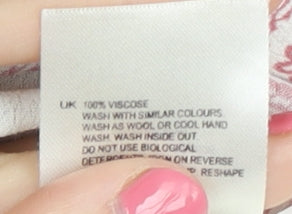 UK 100% VISCOSE
WASH WITH SIMILAR COLOURS
WASH AS WOOL OR COOL HAND
WASH. WASH INSIDE OUT
DO NOT USE BIOLOGICAL
DETERGENTS. IRON ON REVERSE
RESHAPE